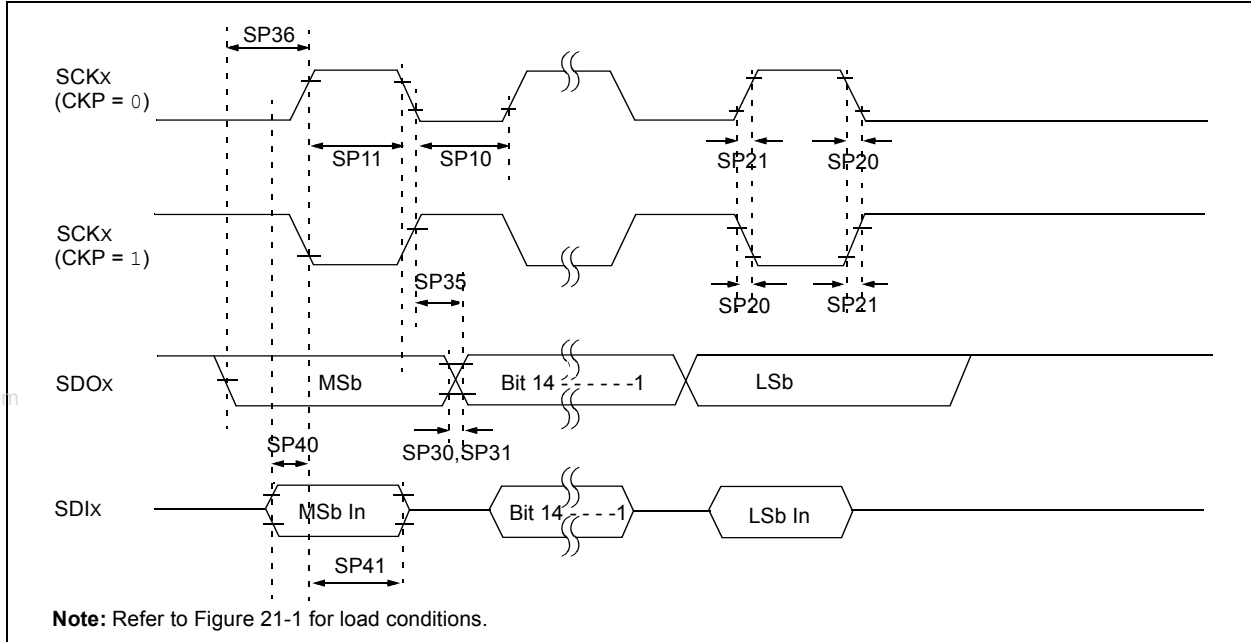 SP36
SCKx
(CKP = 0)
SP11
SP10
SP21
SP20
SCKx
(CKP = 1)
SP35
SP20
SP21
SDOx
MSb
Bit 14 - - - - - -1
LSb
m
SP40
SP30,SP31
SDIx
MSb In
Bit 14 - - - -1
LSb In
SP41
Note: Refer to Figure 21-1 for load conditions.